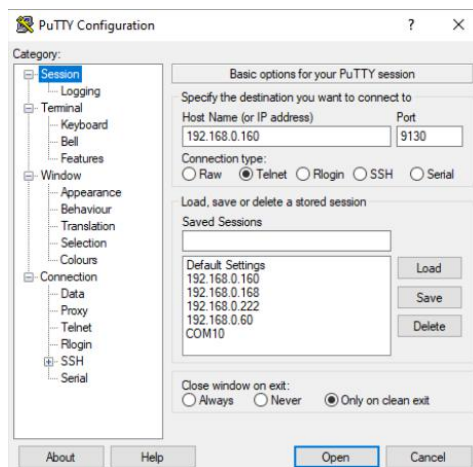 PuTTY Configuration ? ×
Category:
Session
Logging
Terminal
Keyboard
Bell
Features
Window
Appearance
Behaviour
Translation
Selection
Colours
Connection
Data
Proxy
Telnet
Rlogin
SSH
Serial
Basic options for your PuTTY session
Specify the destination you want to connect to
Host Name (or IP address) Port
192.168.0.160 9130
Connection type:
Raw Telnet Rlogin SSH Serial
Load, save or delete a stored session
Saved Sessions
Default Settings
192.168.0.160
192.168.0.168
192.168.0.222
192.168.0.60
COM10
Load
Save
Delete
Close window on exit:
Always Never Only on clean exit
About Help Open Cancel